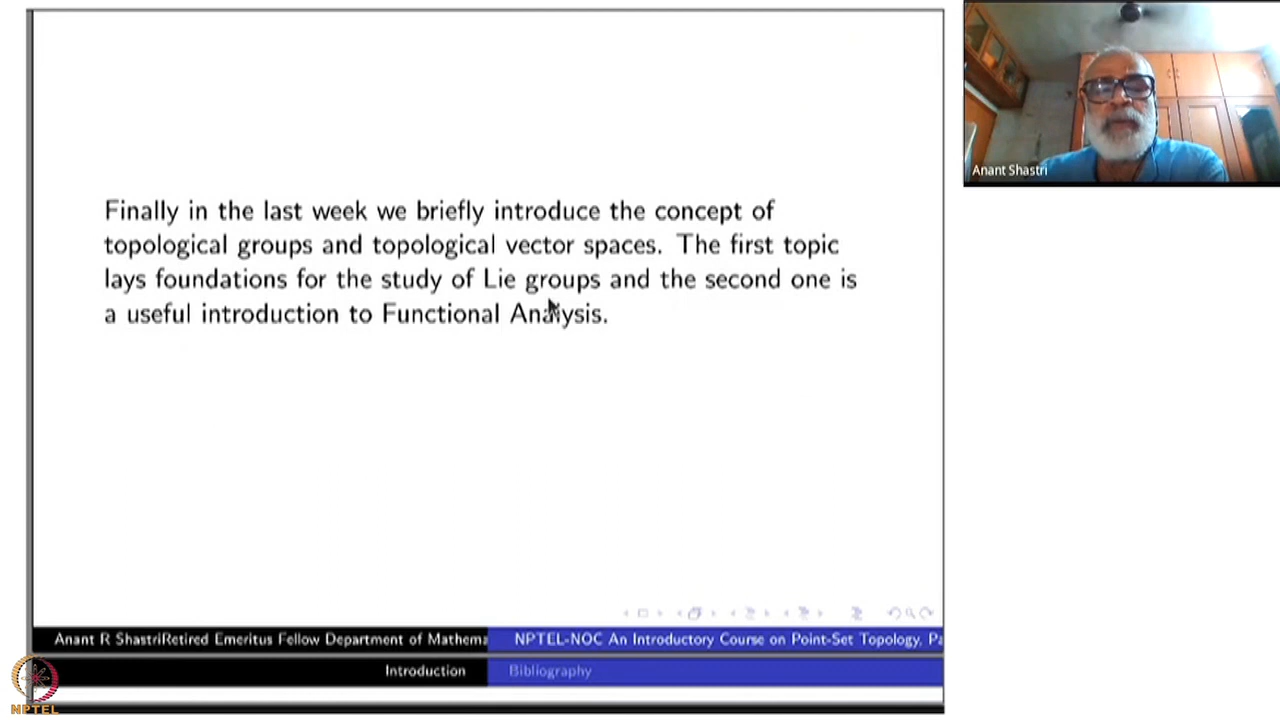 Finally in the last week we briefly introduce the concept of
topological groups and topological vector spaces. The first topic
lays foundations for the study of Lie groups and the second one is
a useful introduction to Functional Analysis.
Anant Shastri
Anant R ShastriRetired Emeritus Fellow Department of Mathema
NPTEL-NOC An Introductory Course on Point-Set Topology, Pa
Introduction
Bibliography
NPTEL